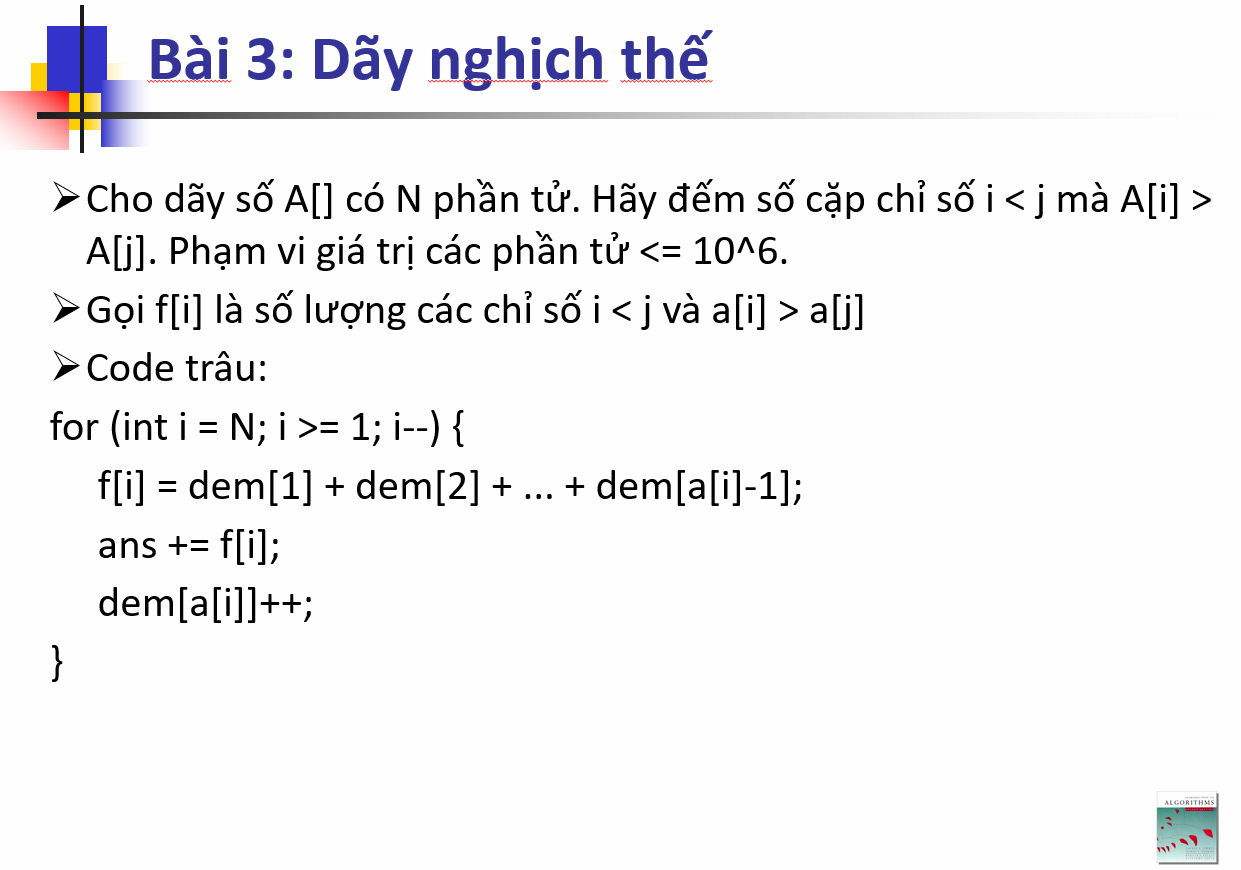 Bài 3: Dãy nghịch thế
Cho dãy số A[] có N phần tử. Hãy đếm số cặp chỉ số i < j mà A[i] >
A[j]. Phạm vi giá trị các phần tử <= 10^6.
Gọi f[i] là số lượng các chỉ số i < j và a[i] > a[j]
Code trâu:
for (int i = N; i >= 1; i--) {
f[i] = dem[1] + dem[2] + ... + dem[a[i]-1];
ans += f[i];
dem[a[i]]++;
}
ALGORITHMS